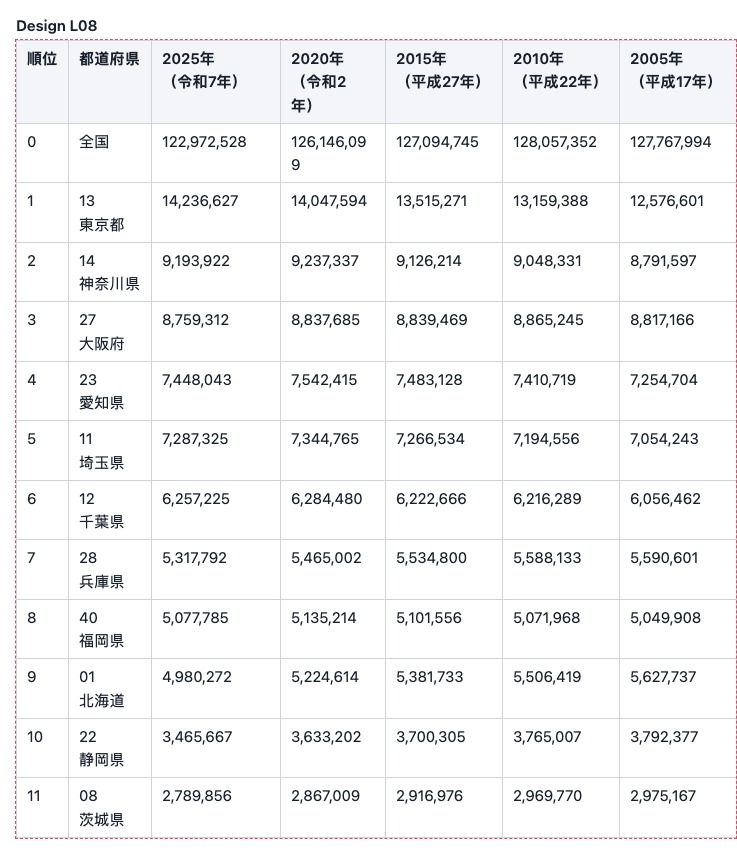 Design L08
順位 都道府県 2025年 2020年 2015年 2010年 2005年
（令和7年） （令和2 （平成27年） （平成22年） （平成17年）
年）
0 全国 122,972,528 126,146,09 127,094,745 128,057,352 127,767,994
9
1 13 14,236,627 14,047,594 13,515,271 13,159,388 12,576,601
東京都
2 14 9,193,922 9,237,337 9,126,214 9,048,331 8,791,597
神奈川県
3 27 8,759,312 8,837,685 8,839,469 8,865,245 8,817,166
大阪府
4 23 7,448,043 7,542,415 7,483,128 7,410,719 7,254,704
愛知県
5 11 7,287,325 7,344,765 7,266,534 7,194,556 7,054,243
埼玉県
6 12 6,257,225 6,284,480 6,222,666 6,216,289 6,056,462
千葉県
7 28 5,317,792 5,465,002 5,534,800 5,588,133 5,590,601
兵庫県
8 40 5,077,785 5,135,214 5,101,556 5,071,968 5,049,908
福岡県
9 01 4,980,272 5,224,614 5,381,733 5,506,419 5,627,737
北海道
10 22 3,465,667 3,633,202 3,700,305 3,765,007 3,792,377
静岡県
11 08 2,789,856 2,867,009 2,916,976 2,969,770 2,975,167
茨城県